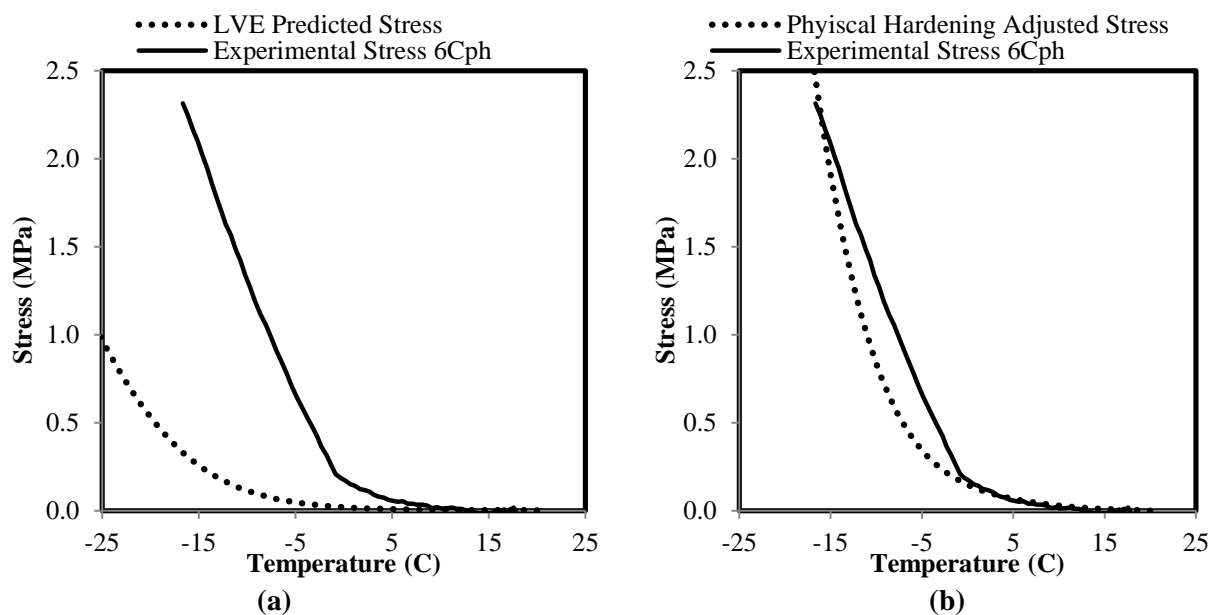 LVE Predicted Stress
Experimental Stress 6Cph
2.5
2.0
1.5
1.0
0.5
0.0
Stress (MPa)
-25 -15 -5 5 15 25
Temperature (C)
(a)
Phyiscal Hardening Adjusted Stress
Experimental Stress 6Cph
2.5
2.0
1.5
1.0
0.5
0.0
Stress (MPa)
-25 -15 -5 5 15 25
Temperature (C)
(b)